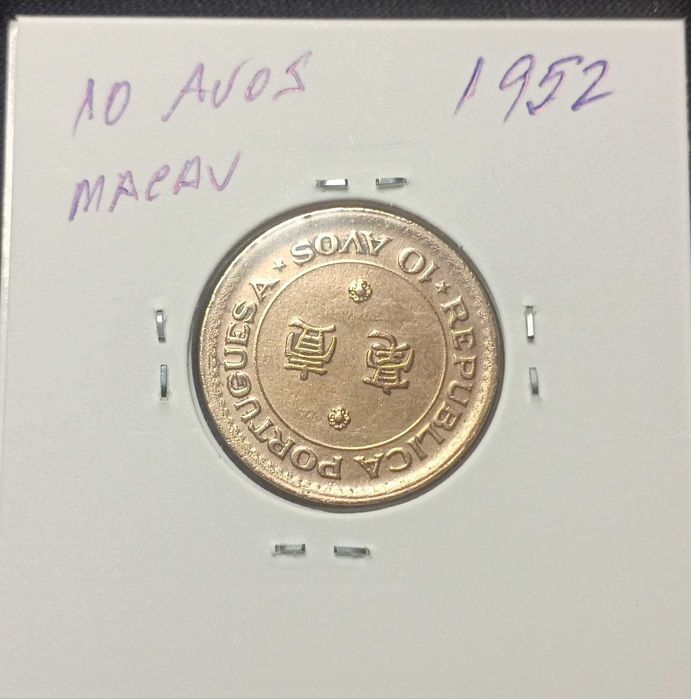 10 AVOS 1952
MACAU
REPUBLICA PORTUGUESA
10 AVOS
壹毫